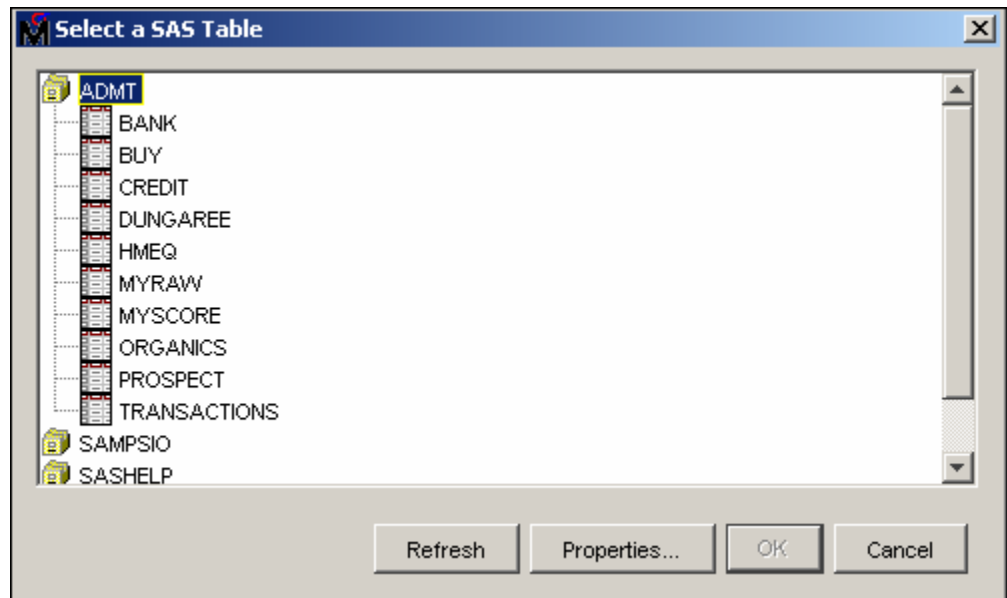 Select a SAS Table
ADMT
BANK
BUY
CREDIT
DUNGAREE
HMEQ
MYRAW
MYSCORE
ORGANICS
PROSPECT
TRANSACTIONS
SAMPSIO
SASHELP
Refresh Properties... OK Cancel